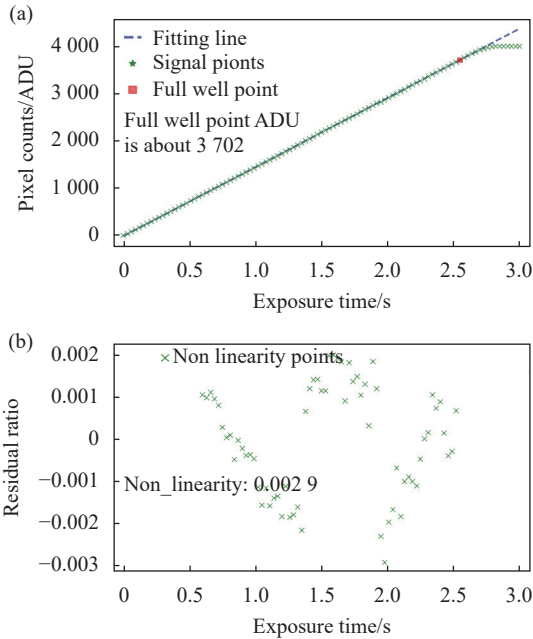 (a)
4 000
3 000
2 000
1 000
0
Pixel counts/ADU
Fitting line
Signal pionts
Full well point
Full well point ADU
is about 3 702
0 0.5 1.0 1.5 2.0 2.5 3.0
Exposure time/s
(b)
0.002
0.001
0
−0.001
−0.002
−0.003
Residual ratio
Non linearity points
Non_linearity: 0.002 9
0 0.5 1.0 1.5 2.0 2.5 3.0
Exposure time/s